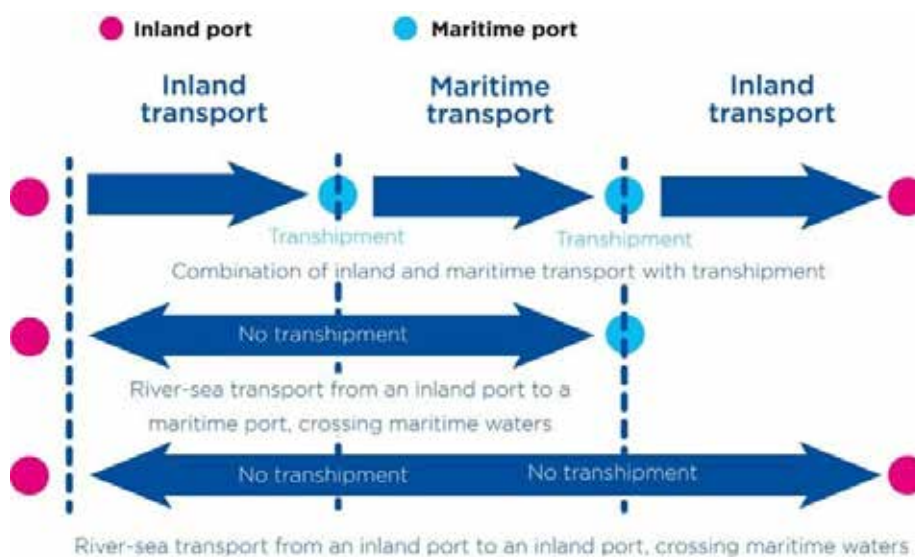 Inland port Maritime port
Inland transport Maritime transport Inland transport
Transhipment Transhipment
Combination of inland and maritime transport with transhipment
No transhipment
River-sea transport from an inland port to a
maritime port, crossing maritime waters
No transhipment No transhipment
River-sea transport from an inland port to an inland port, crossing maritime waters